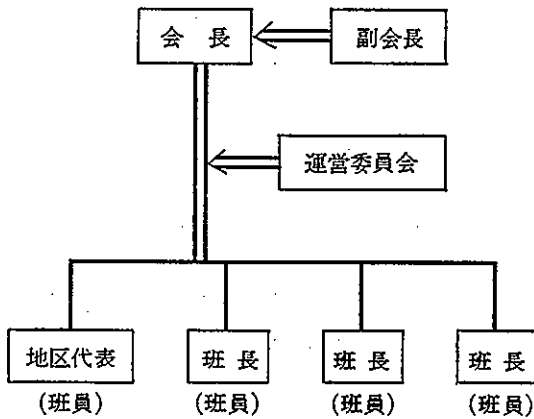 会長
副会長
運営委員会
地区代表
班長
班長
班長
(班員)
(班員)
(班員)
(班員)